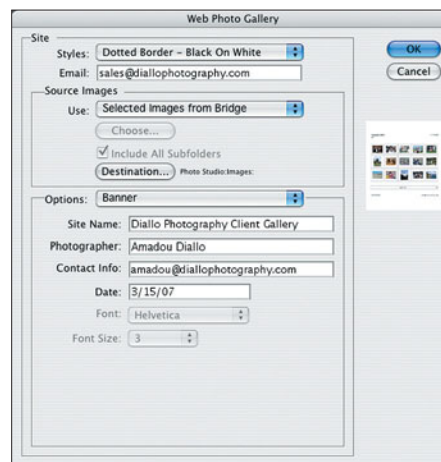 Web Photo Gallery
Site
Styles: Dotted Border – Black On White
OK
Email: sales@diallophotography.com
Cancel
Source Images
Use: Selected Images from Bridge
Choose...
Include All Subfolders
Destination... Photo Studio:Images:
Options: Banner
Site Name: Diallo Photography Client Gallery
Photographer: Amadou Diallo
Contact Info: amadou@diallophotography.com
Date: 3/15/07
Font: Helvetica
Font Size: 3